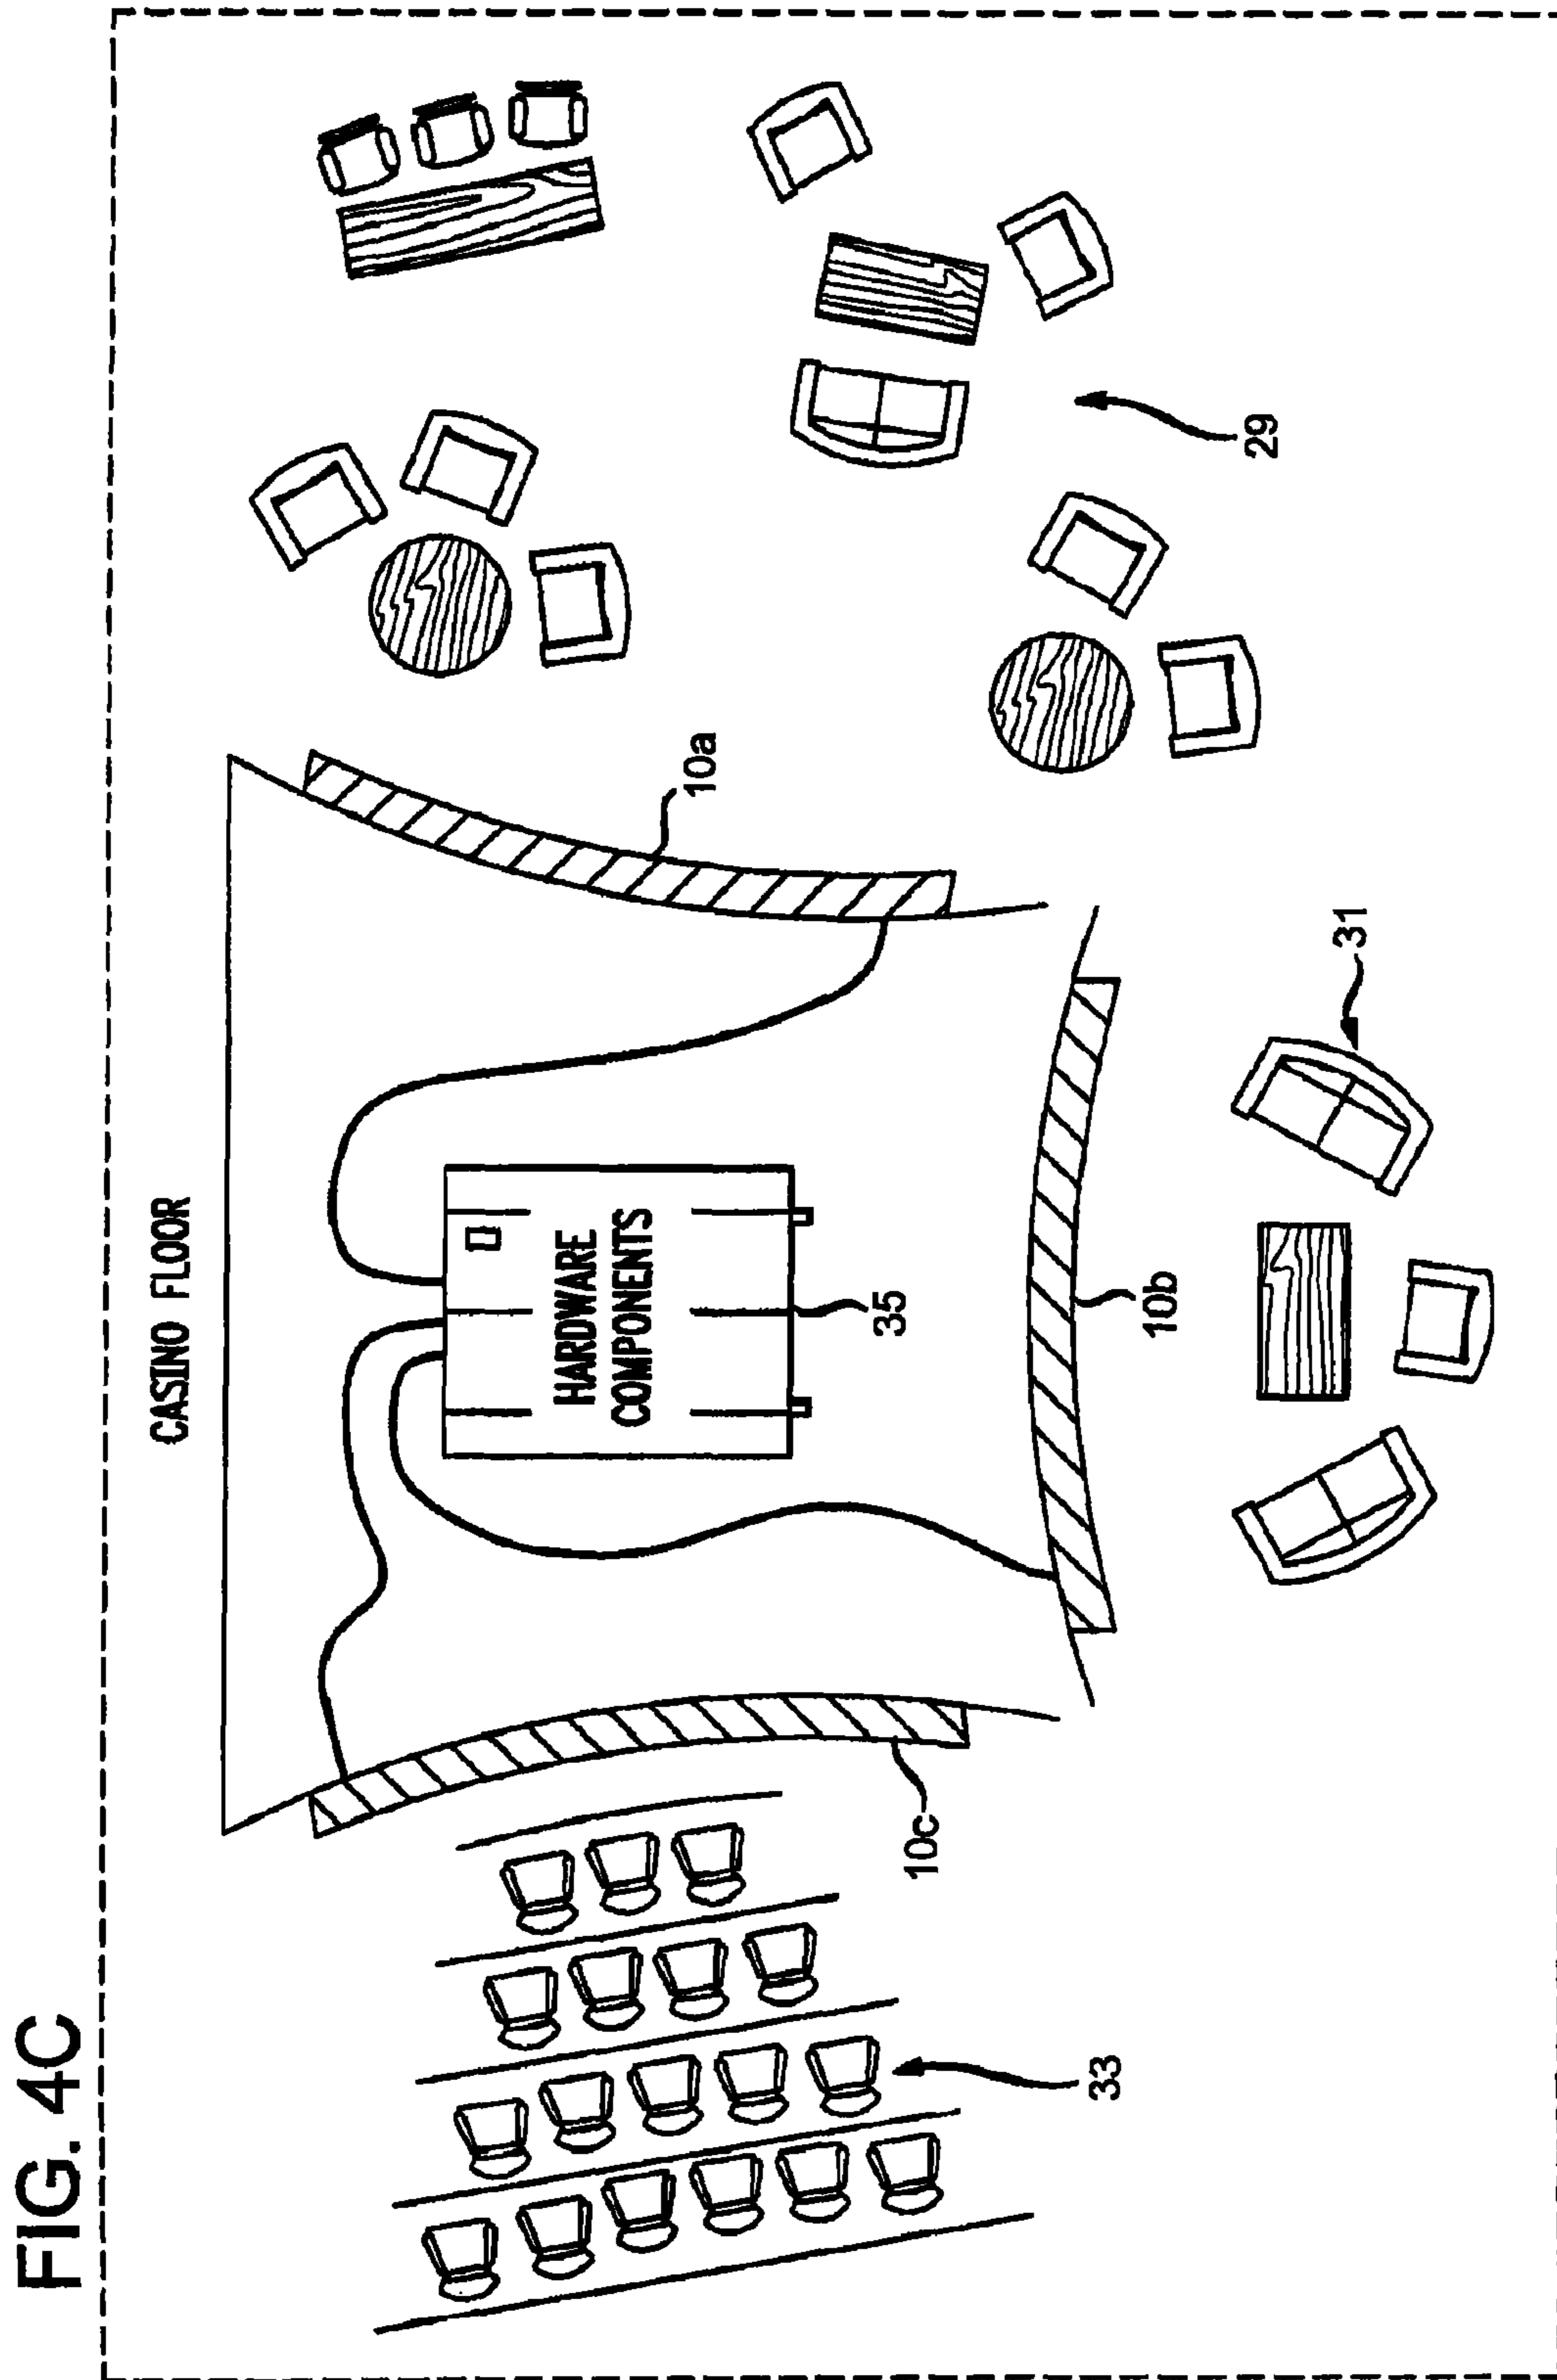 FIG. 4C
CASINO FLOOR
HARDWARE
COMPONENTS
35
10a
10b
10c
29
31
33